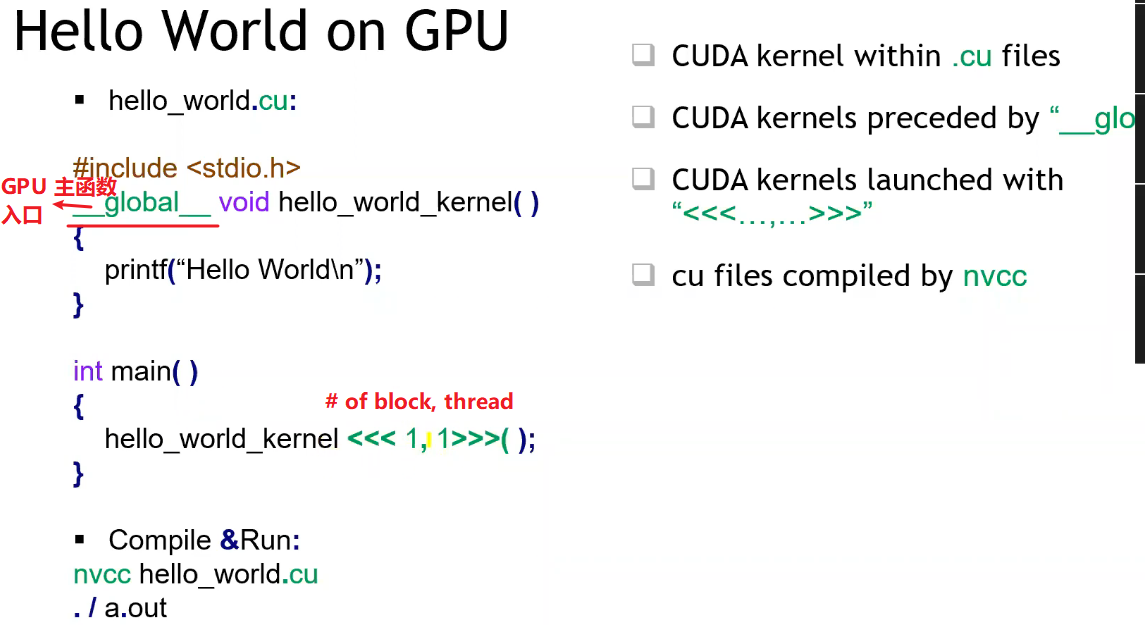 Hello World on GPU
▪ hello_world.cu:
#include <stdio.h>
GPU 主函数
入口
__global__ void hello_world_kernel( )
{
printf(“Hello World\n”);
}
int main( )
{
# of block, thread
hello_world_kernel <<< 1, 1>>>( );
}
▪ Compile &Run:
nvcc hello_world.cu
. / a.out
❑ CUDA kernel within .cu files
❑ CUDA kernels preceded by “__glo
❑ CUDA kernels launched with
“<<<…,…>>>”
❑ cu files compiled by nvcc